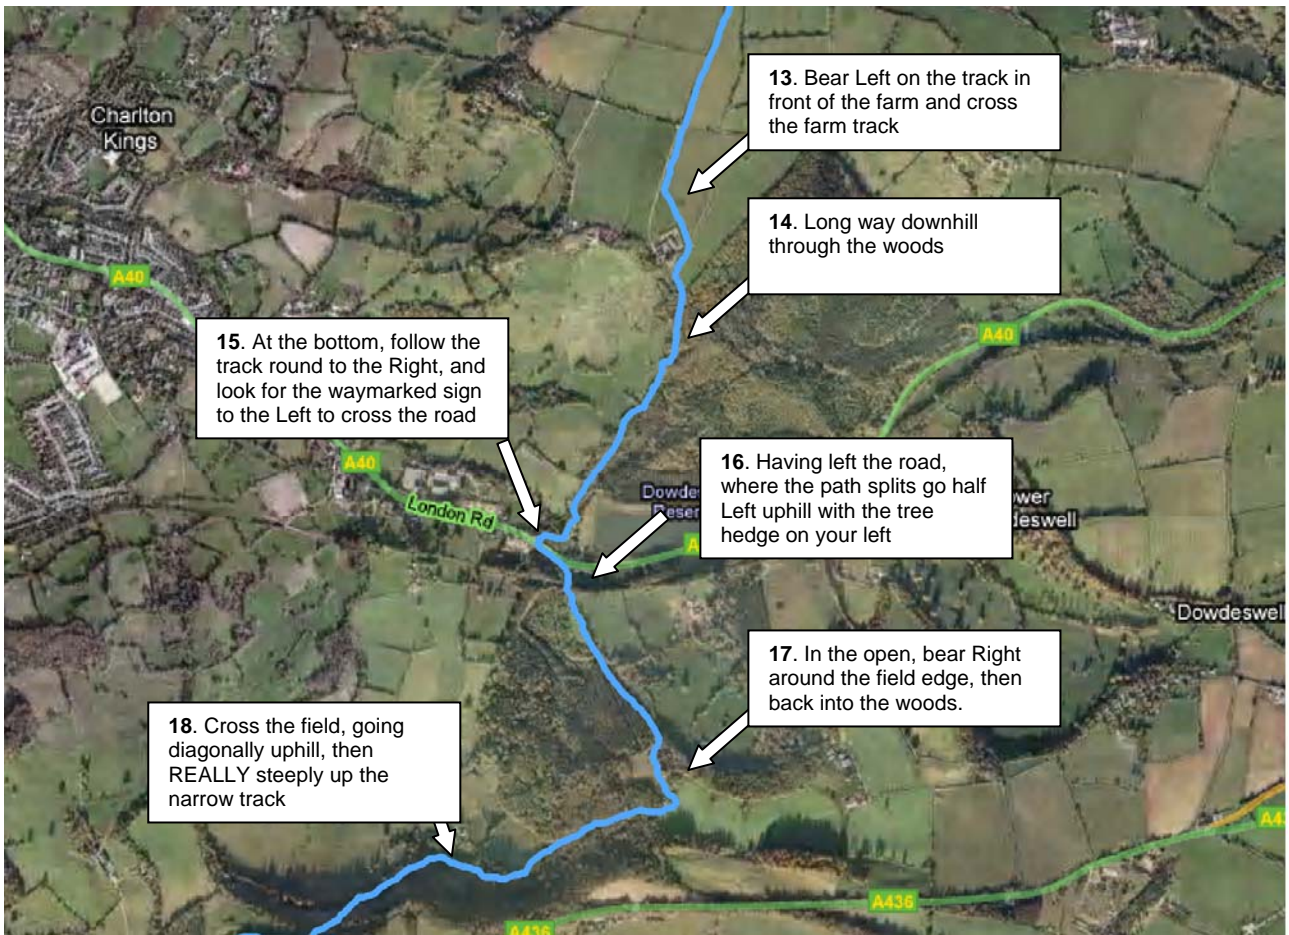 13. Bear Left on the track in
front of the farm and cross
the farm track
Charlton
Kings
14. Long way downhill
through the woods
A40
A40
15. At the bottom, follow the
track round to the Right, and
look for the waymarked sign
to the Left to cross the road
A40
London Rd
16. Having left the road,
where the path splits go half
Left uphill with the tree
hedge on your left
Dowdeswell
17. In the open, bear Right
around the field edge, then
back into the woods.
18. Cross the field, going
diagonally uphill, then
REALLY steeply up the
narrow track
A436
A436